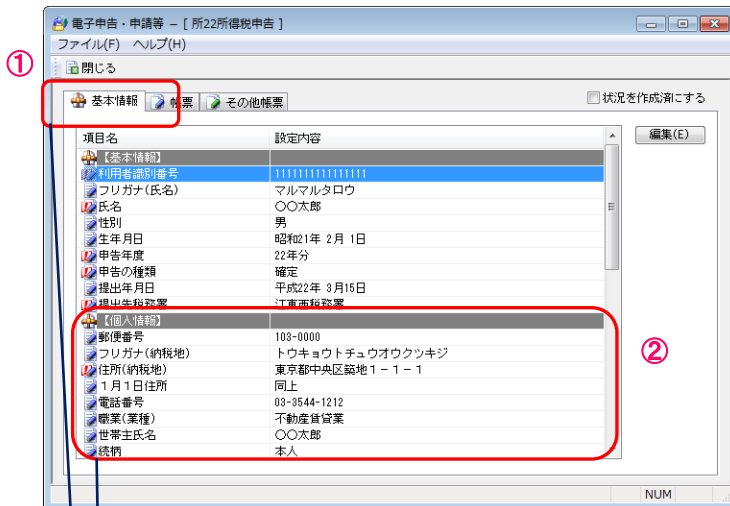 電子申告・申請等 － [ 所22所得税申告 ]
ファイル(F) ヘルプ(H)
①
閉じる
基本情報 帳票 その他帳票 状況を作成済にする
項目名 設定内容 編集(E)
【基本情報】
利用者識別番号 1111111111111111
フリガナ(氏名) マルマルタロウ
氏名 〇〇太郎
性別 男
生年月日 昭和21年 2月 1日
申告年度 22年分
申告の種類 確定
提出年月日 平成22年 3月15日
提出先税務署 江東西税務署
【個人情報】
郵便番号 103-0000
フリガナ(納税地) トウキョウトチュウオウクツキジ
②
住所(納税地) 東京都中央区築地１－１－１
１月１日住所 同上
電話番号 03-3544-1212
職業(業種) 不動産賃貸業
世帯主氏名 〇〇太郎
続柄 本人
NUM